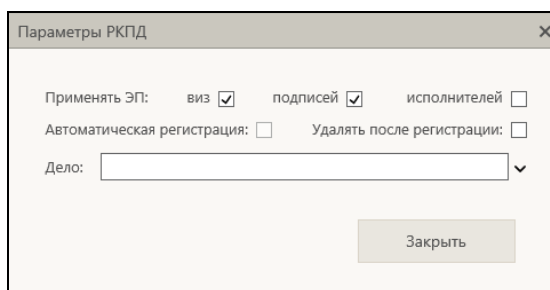 Параметры РКПД
Применять ЭП: виз подписей исполнителей
Автоматическая регистрация: Удалять после регистрации:
Дело:
Закрыть